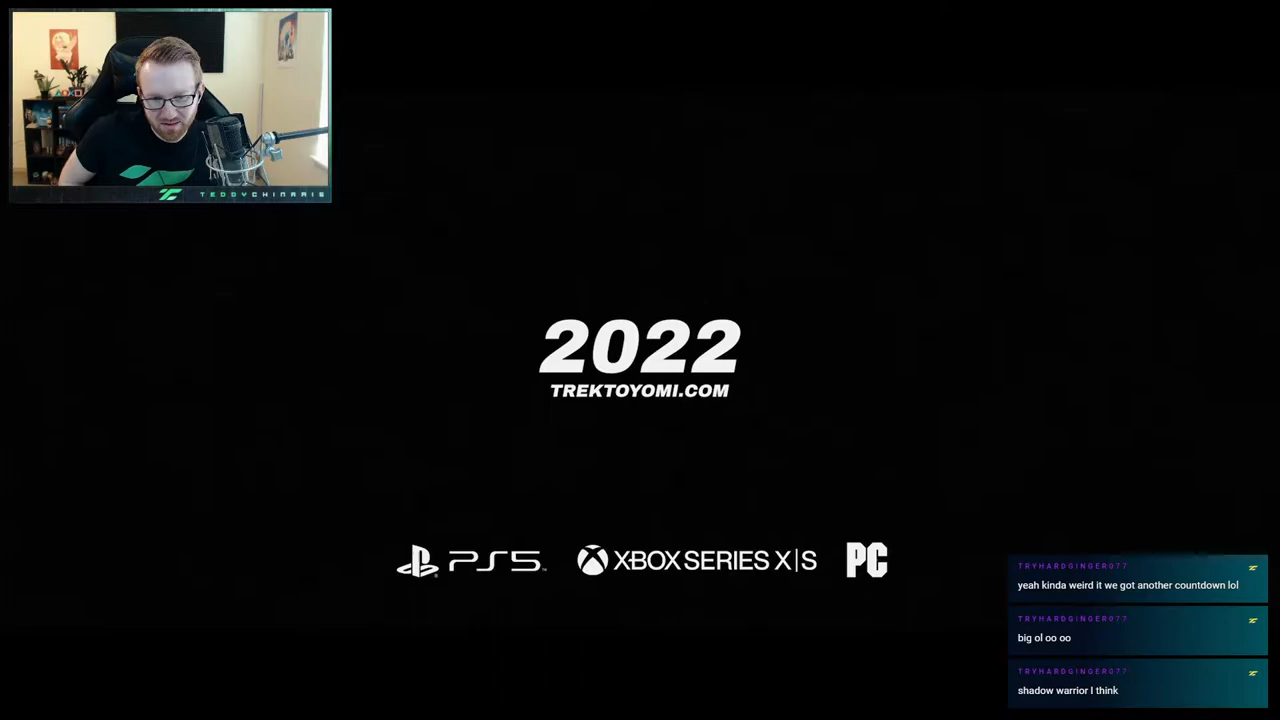 TEDDYCHINARIS
2022
TREKTOYOMI.COM
PS5
XBOX SERIES X|S
PC
TRYHARDGINGER077
yeah kinda weird it we got another countdown lol
TRYHARDGINGER077
big ol oo oo
TRYHARDGINGER077
shadow warrior I think